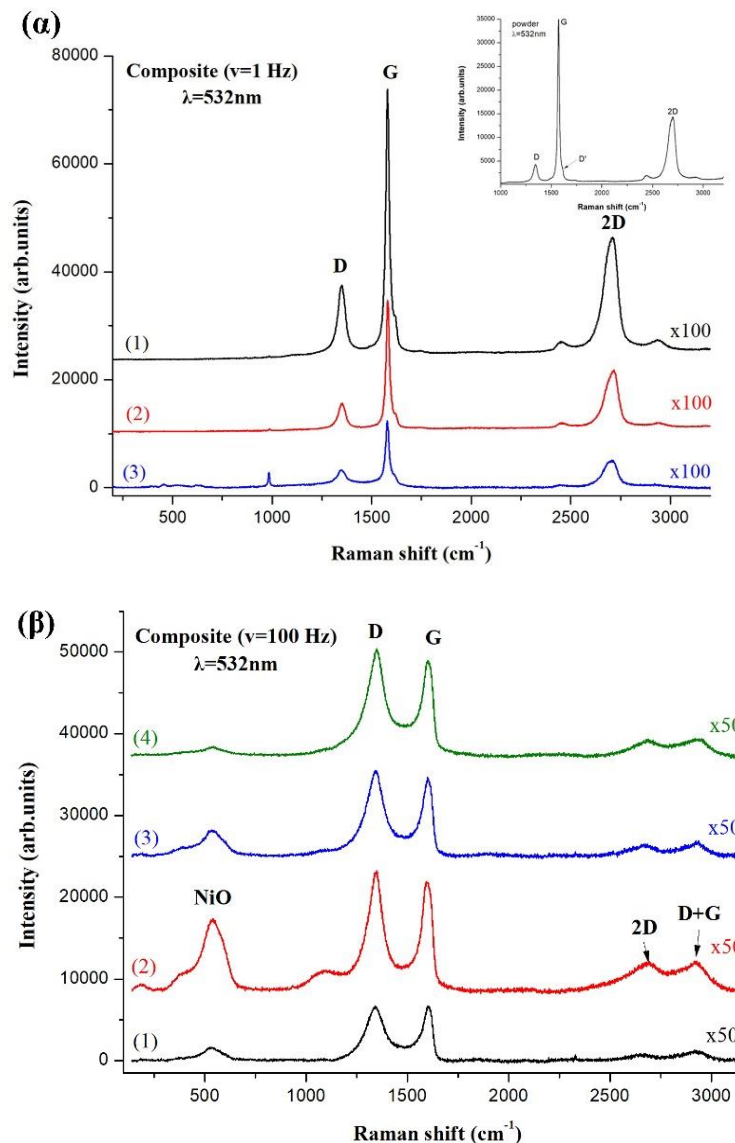 (α)
Composite (ν=1 Hz)
λ=532nm
G
D
2D
(1)
(2)
(3)
x100
x100
x100
80000
60000
40000
20000
0
Intensity (arb.units)
500
1000
1500
2000
2500
3000
Raman shift (cm⁻¹)
powder
λ=532nm
G
D
D'
2D
35000
30000
25000
20000
15000
10000
5000
Intensity (arb.units)
1000
1500
2000
2500
3000
Raman shift (cm⁻¹)
(β)
Composite (ν=100 Hz)
λ=532nm
D
G
NiO
2D
D+G
(4)
(3)
(2)
(1)
x50
x50
x50
x50
50000
40000
30000
20000
10000
0
Intensity (arb.units)
500
1000
1500
2000
2500
3000
Raman shift (cm⁻¹)